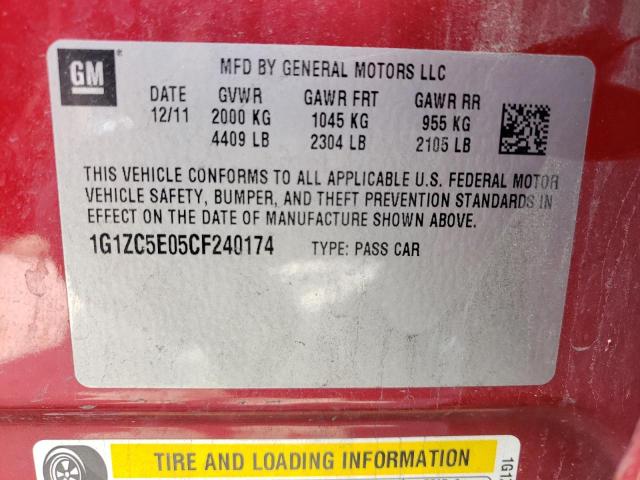 GM ®
MFD BY GENERAL MOTORS LLC
DATE GVWR GAWR FRT GAWR RR
12/11 2000 KG 1045 KG 955 KG
4409 LB 2304 LB 2105 LB
THIS VEHICLE CONFORMS TO ALL APPLICABLE U.S. FEDERAL MOTOR
VEHICLE SAFETY, BUMPER, AND THEFT PREVENTION STANDARDS IN
EFFECT ON THE DATE OF MANUFACTURE SHOWN ABOVE.
1G1ZC5E05CF240174 TYPE: PASS CAR
TIRE AND LOADING INFORMATION